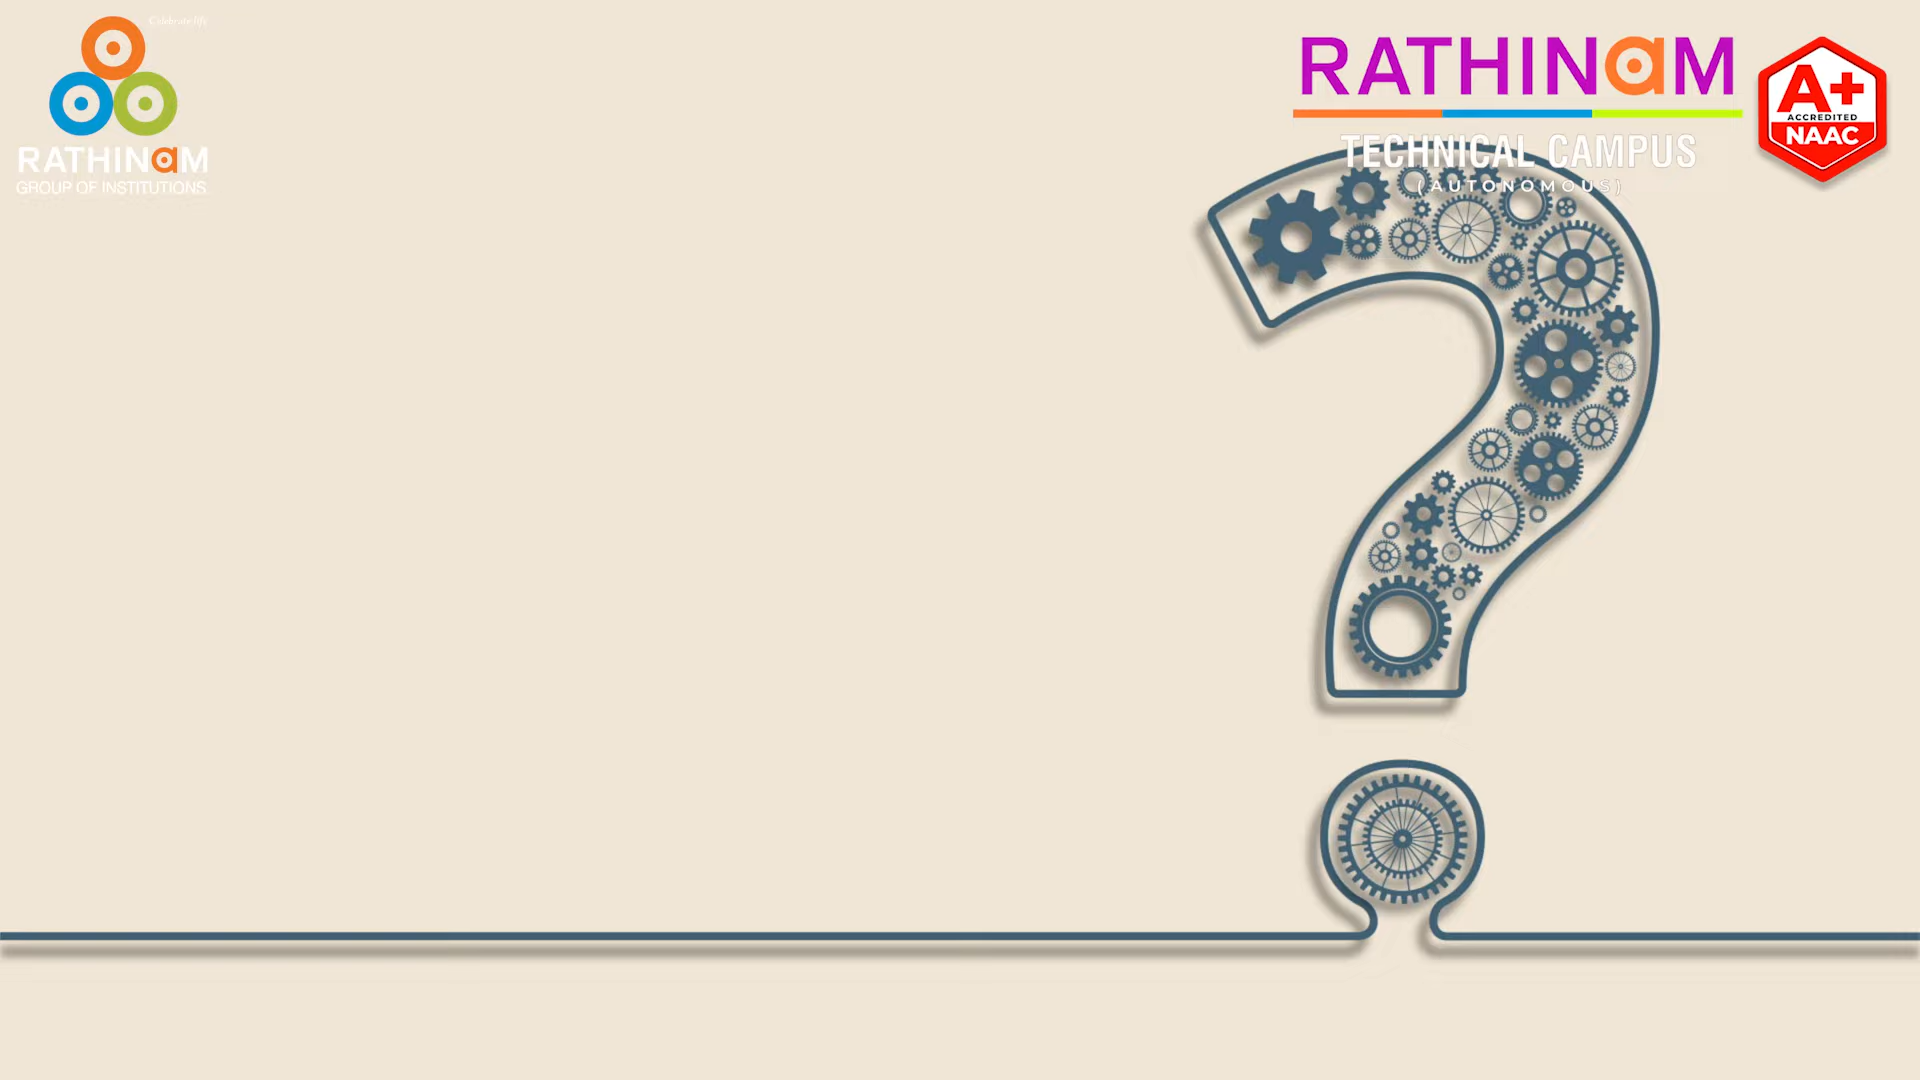 Celebrate life
RATHINAM
GROUP OF INSTITUTIONS
RATHINAM
TECHNICAL CAMPUS
(AUTONOMOUS)
A+
ACCREDITED
NAAC